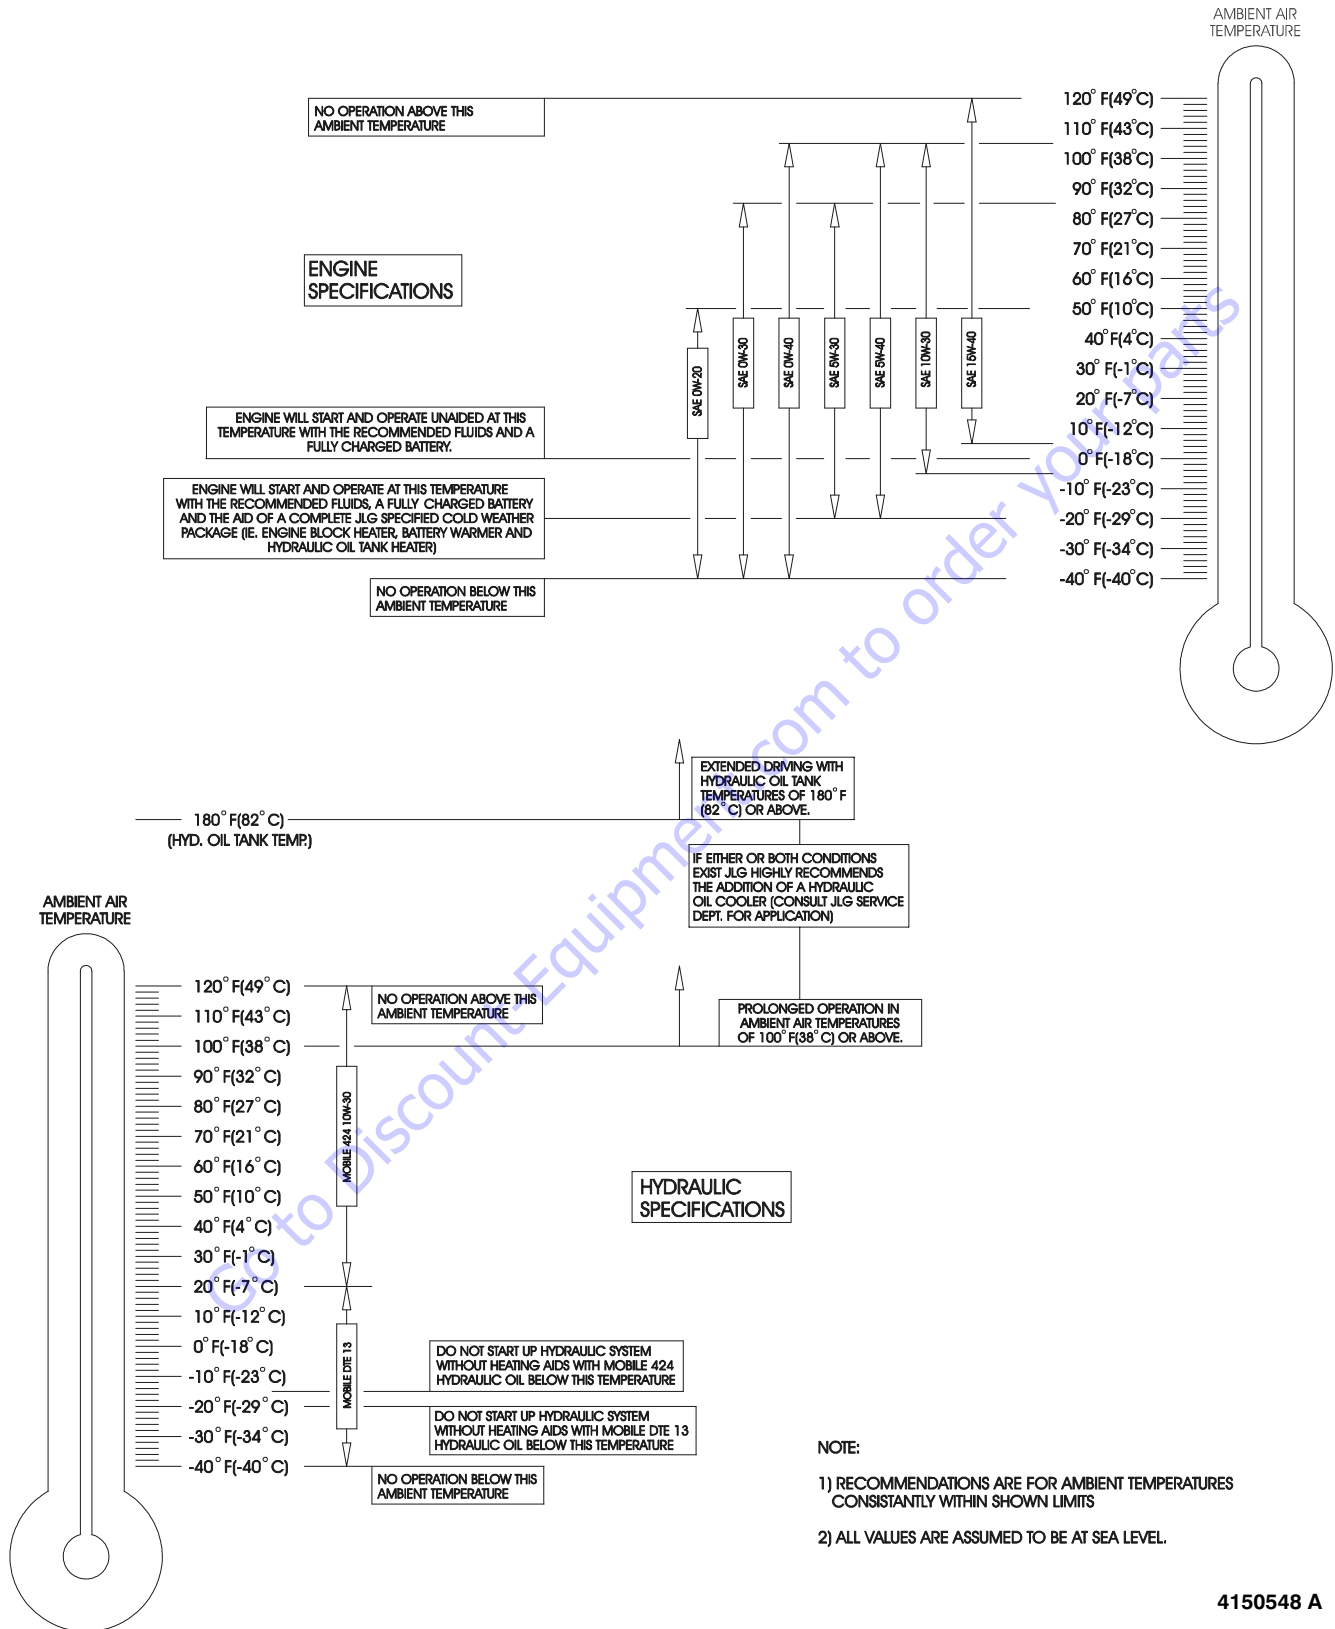 AMBIENT AIR
TEMPERATURE
NO OPERATION ABOVE THIS
AMBIENT TEMPERATURE
120° F(49°C)
110° F(43°C)
100° F(38°C)
90° F(32°C)
80° F(27°C)
70° F(21°C)
60° F(16°C)
50° F(10°C)
40° F(4°C)
30° F(-1°C)
20° F(-7°C)
10° F(-12°C)
0° F(-18°C)
-10° F(-23°C)
-20° F(-29°C)
-30° F(-34°C)
-40° F(-40°C)
ENGINE
SPECIFICATIONS
SAE 0W-20
SAE 0W-30
SAE 0W-40
SAE 5W-30
SAE 5W-40
SAE 10W-30
SAE 15W-40
ENGINE WILL START AND OPERATE UNAIDED AT THIS
TEMPERATURE WITH THE RECOMMENDED FLUIDS AND A
FULLY CHARGED BATTERY.
ENGINE WILL START AND OPERATE AT THIS TEMPERATURE
WITH THE RECOMMENDED FLUIDS, A FULLY CHARGED BATTERY
AND THE AID OF A COMPLETE JLG SPECIFIED COLD WEATHER
PACKAGE (IE. ENGINE BLOCK HEATER, BATTERY WARMER AND
HYDRAULIC OIL TANK HEATER)
NO OPERATION BELOW THIS
AMBIENT TEMPERATURE
EXTENDED DRIVING WITH
HYDRAULIC OIL TANK
TEMPERATURES OF 180° F
(82° C) OR ABOVE.
180° F(82° C)
(HYD. OIL TANK TEMP.)
IF EITHER OR BOTH CONDITIONS
EXIST JLG HIGHLY RECOMMENDS
THE ADDITION OF A HYDRAULIC
OIL COOLER (CONSULT JLG SERVICE
DEPT. FOR APPLICATION)
AMBIENT AIR
TEMPERATURE
120° F(49° C)
110° F(43° C)
100° F(38° C)
90° F(32° C)
80° F(27° C)
70° F(21° C)
60° F(16° C)
50° F(10° C)
40° F(4° C)
30° F(-1° C)
20° F(-7° C)
10° F(-12° C)
0° F(-18° C)
-10° F(-23° C)
-20° F(-29° C)
-30° F(-34° C)
-40° F(-40° C)
NO OPERATION ABOVE THIS
AMBIENT TEMPERATURE
PROLONGED OPERATION IN
AMBIENT AIR TEMPERATURES
OF 100° F(38° C) OR ABOVE.
MOBILE 424 10W-30
HYDRAULIC
SPECIFICATIONS
MOBILE DTE 13
DO NOT START UP HYDRAULIC SYSTEM
WITHOUT HEATING AIDS WITH MOBILE 424
HYDRAULIC OIL BELOW THIS TEMPERATURE
DO NOT START UP HYDRAULIC SYSTEM
WITHOUT HEATING AIDS WITH MOBILE DTE 13
HYDRAULIC OIL BELOW THIS TEMPERATURE
NO OPERATION BELOW THIS
AMBIENT TEMPERATURE
NOTE:
1) RECOMMENDATIONS ARE FOR AMBIENT TEMPERATURES
CONSISTANTLY WITHIN SHOWN LIMITS
2) ALL VALUES ARE ASSUMED TO BE AT SEA LEVEL.
4150548 A
Go to Discount-Equipment.com to order your parts